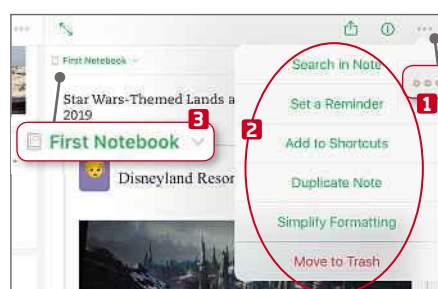 First Notebook
Star Wars-Themed Lands a
2019
3
First Notebook
Disneyland Resor
2
Search in Note
Set a Reminder
Add to Shortcuts
Duplicate Note
Simplify Formatting
Move to Trash
1